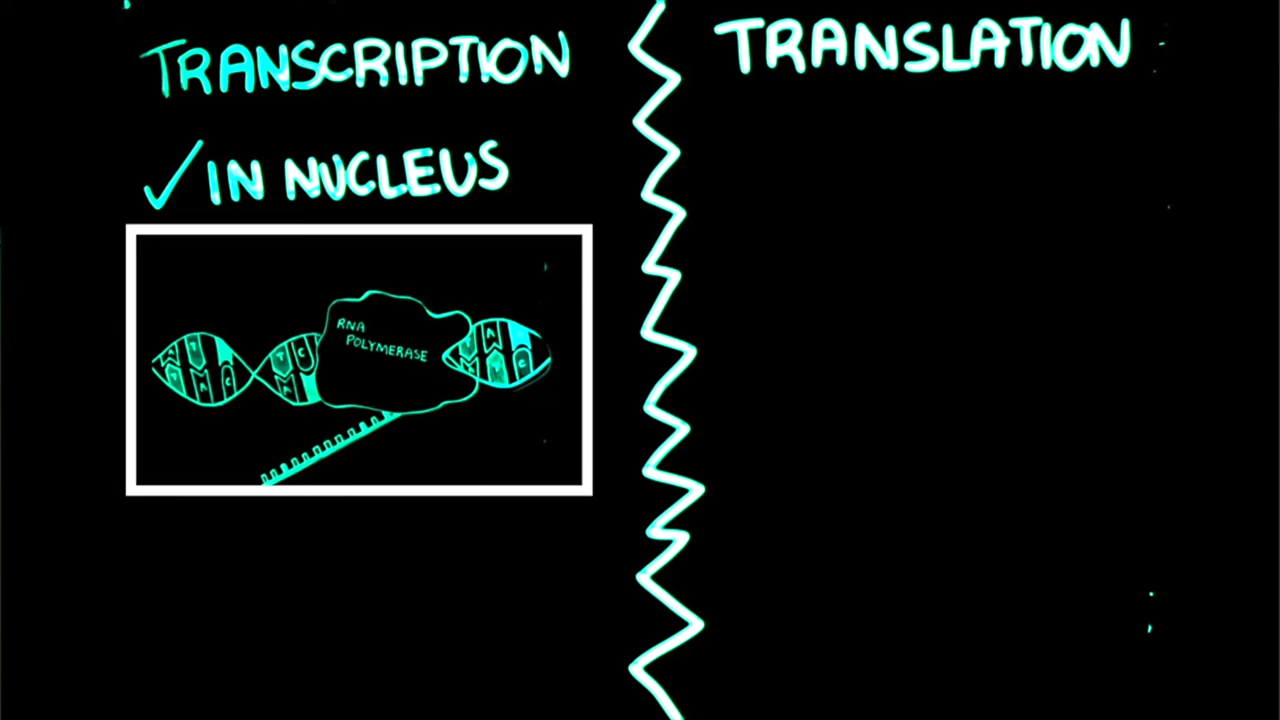 TRANSCRIPTION
✓ IN NUCLEUS
RNA
POLYMERASE
A T C A
T A C A T C
TRANSLATION